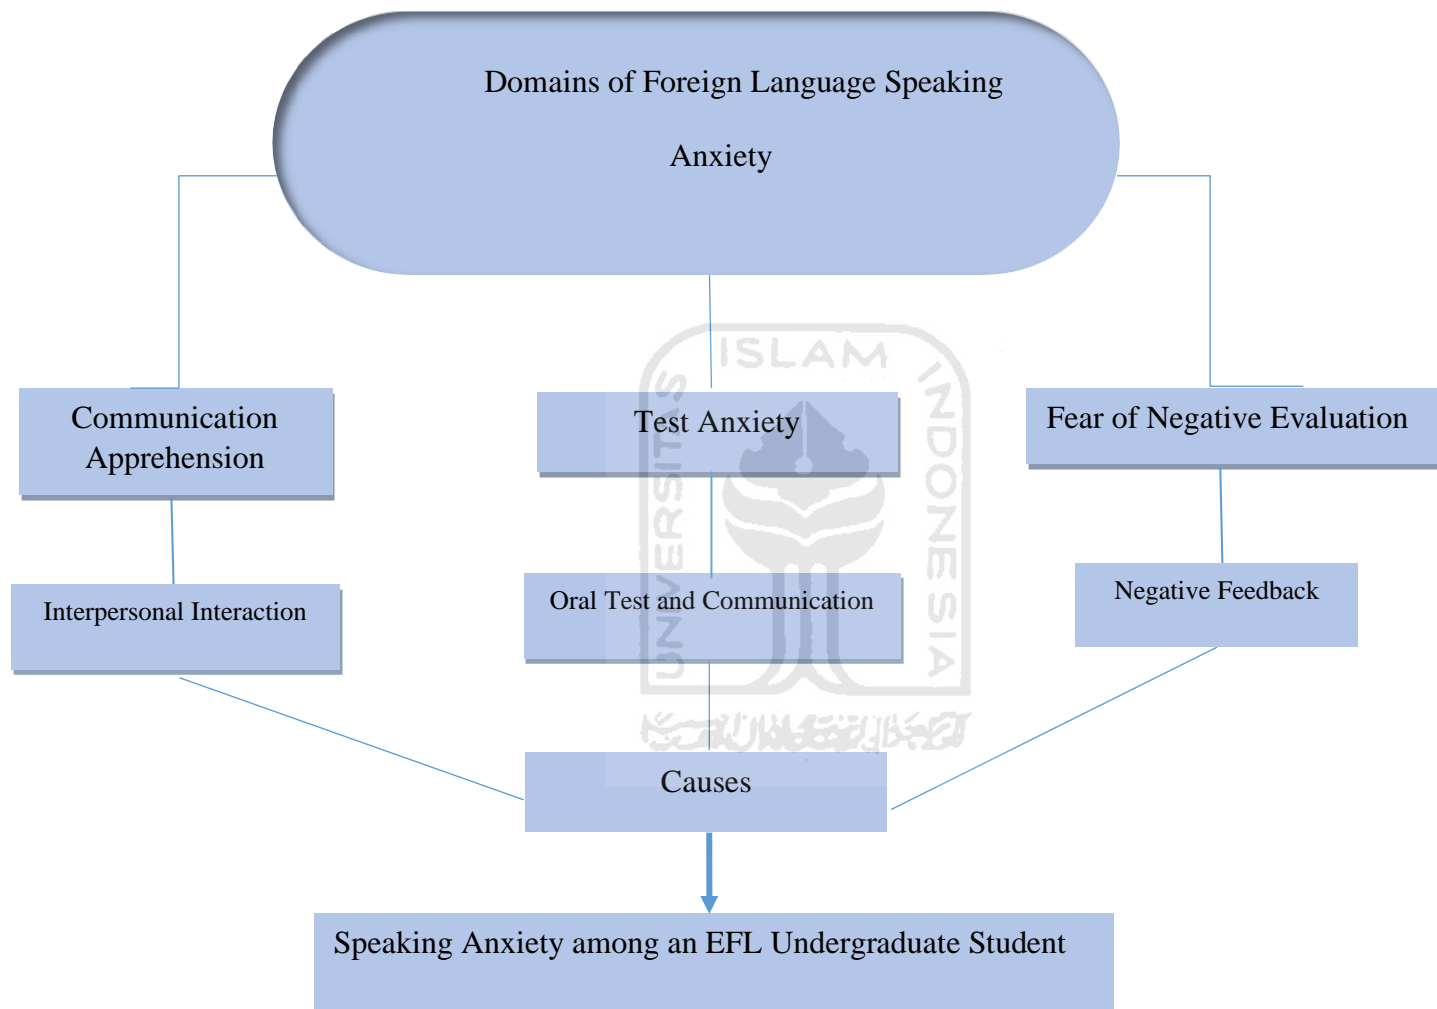 Domains of Foreign Language Speaking
Anxiety
Communication
Apprehension
Test Anxiety
Fear of Negative Evaluation
Interpersonal Interaction
Oral Test and Communication
Negative Feedback
Causes
Speaking Anxiety among an EFL Undergraduate Student
UNIVERSITAS
ISLAM
INDONESIA